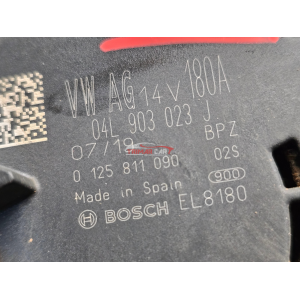 VW AG 14V 180A
04L 903 023 J
07/19 BPZ
0 125 811 090 02S
Made in Spain 900
BOSCH EL8180